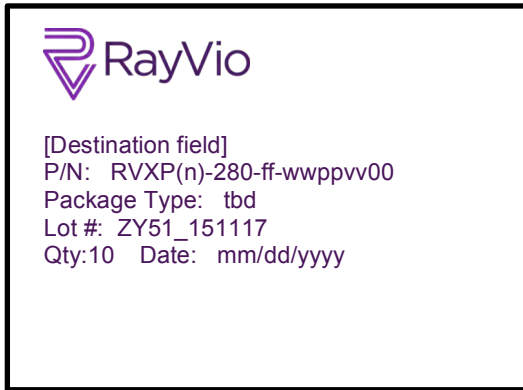 RayVio
[Destination field]
P/N: RVXP(n)-280-ff-wwppvv00
Package Type: tbd
Lot #: ZY51_151117
Qty:10 Date: mm/dd/yyyy